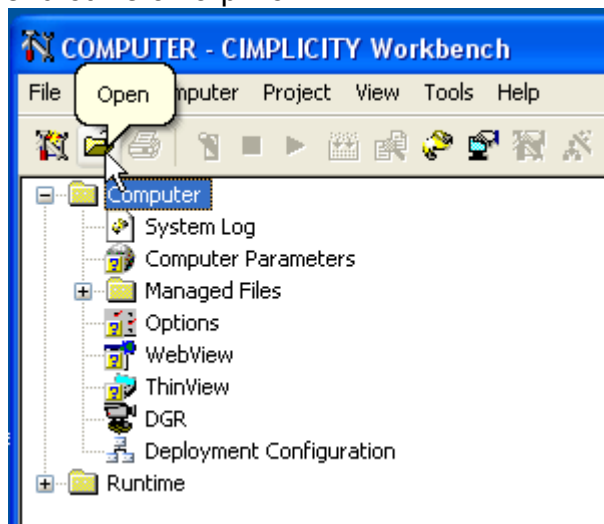 COMPUTER - CIMPLICITY Workbench
File Computer Project View Tools Help
Open
Computer
System Log
Computer Parameters
Managed Files
Options
WebView
ThinView
DGR
Deployment Configuration
Runtime